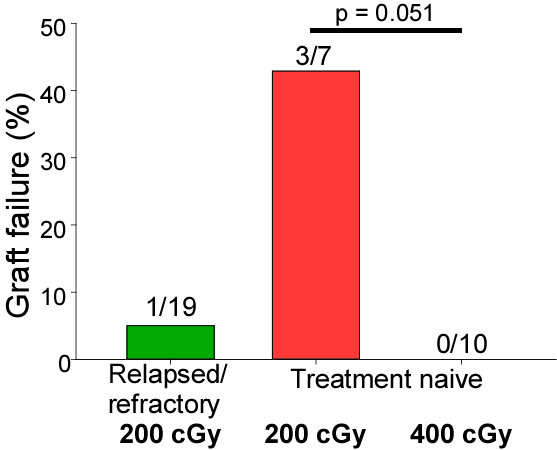 p = 0.051
50
40
30
20
10
0
Graft failure (%)
1/19
3/7
0/10
Relapsed/
refractory
Treatment naive
200 cGy
200 cGy
400 cGy